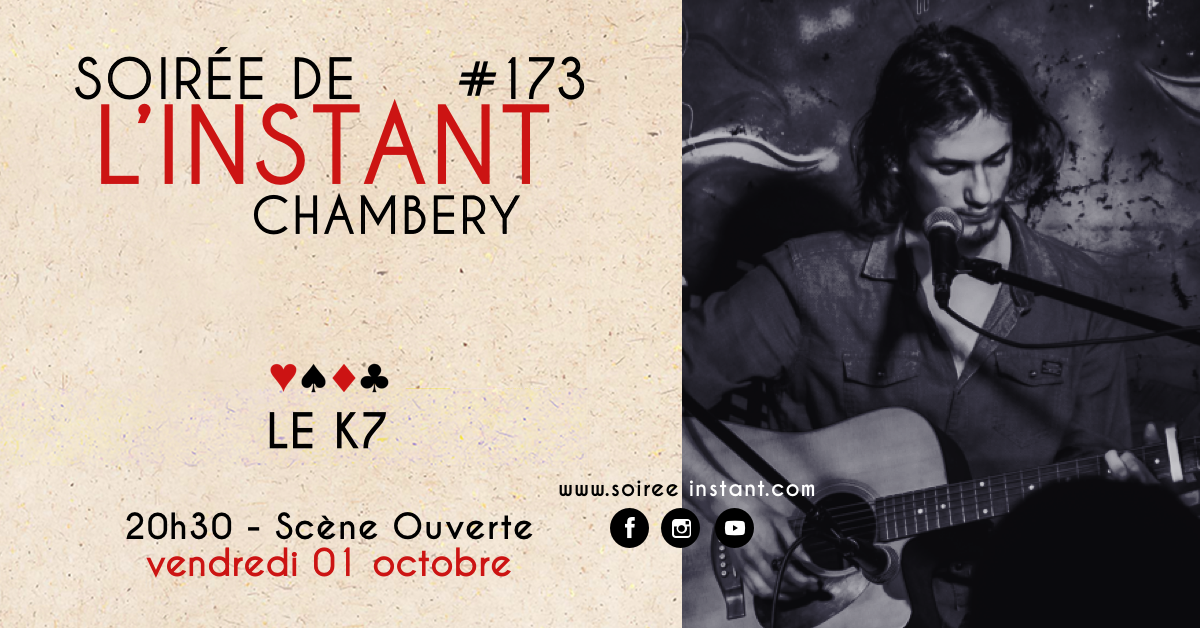 SOIRÉE DE #173
L'INSTANT
CHAMBERY
♥♠♦♣
LE K7
www.soiree instant.com
20h30 - Scène Ouverte
vendredi 01 octobre